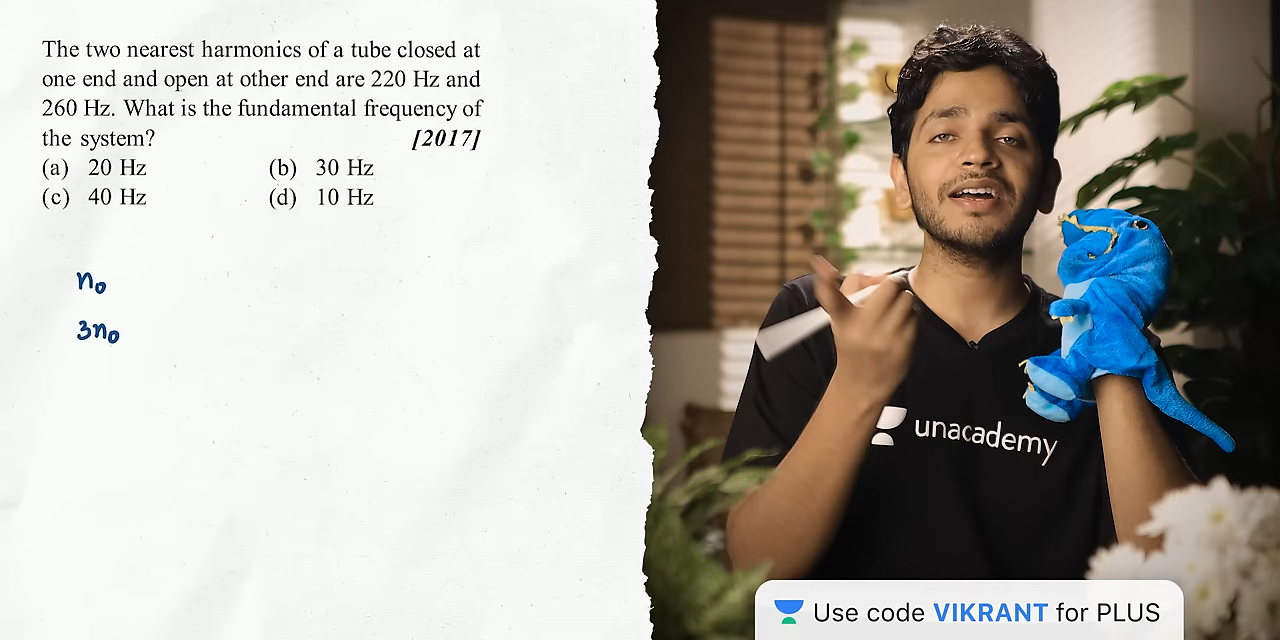 The two nearest harmonics of a tube closed at
one end and open at other end are 220 Hz and
260 Hz. What is the fundamental frequency of
the system? [2017]
(a) 20 Hz (b) 30 Hz
(c) 40 Hz (d) 10 Hz
n₀
3n₀
unacademy
Use code VIKRANT for PLUS